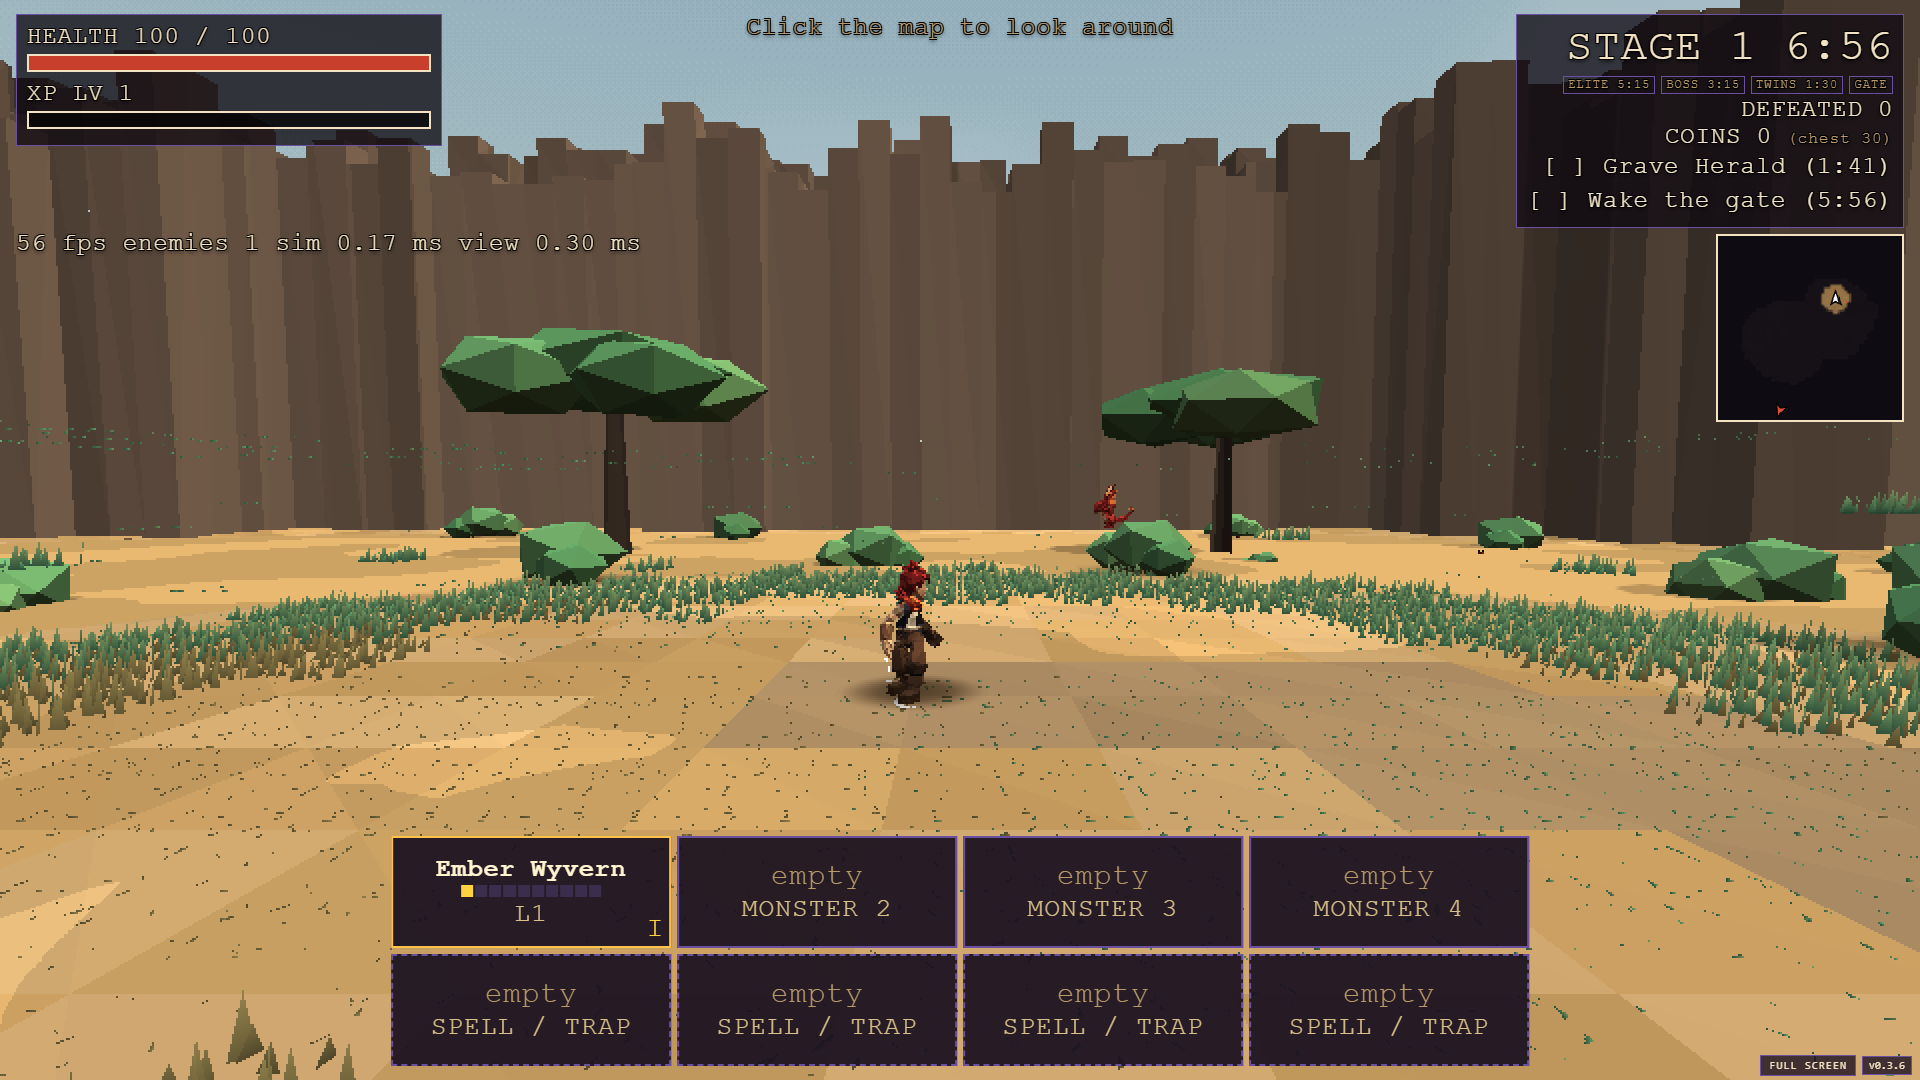 HEALTH 100 / 100
XP LV 1
Click the map to look around
STAGE 1 6:56
ELITE 5:15 BOSS 3:15 TWINS 1:30 GATE
DEFEATED 0
COINS 0 (chest 30)
[ ] Grave Herald (1:41)
[ ] Wake the gate (5:56)
56 fps enemies 1 sim 0.17 ms view 0.30 ms
Ember Wyvern
L1
I
empty
MONSTER 2
empty
MONSTER 3
empty
MONSTER 4
empty
SPELL / TRAP
empty
SPELL / TRAP
empty
SPELL / TRAP
empty
SPELL / TRAP
FULL SCREEN
v0.3.6